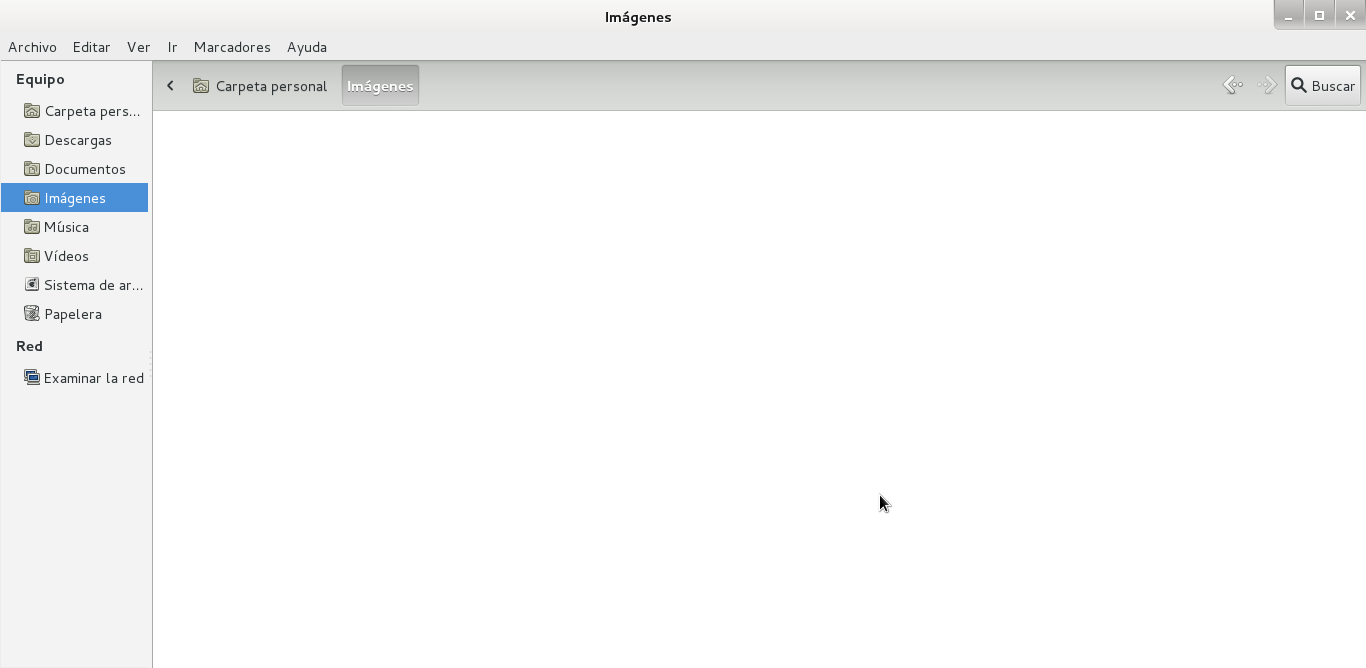 Imágenes
Archivo Editar Ver Ir Marcadores Ayuda
Equipo
Carpeta pers...
Descargas
Documentos
Imágenes
Música
Vídeos
Sistema de ar...
Papelera
Red
Examinar la red
Carpeta personal Imágenes Buscar